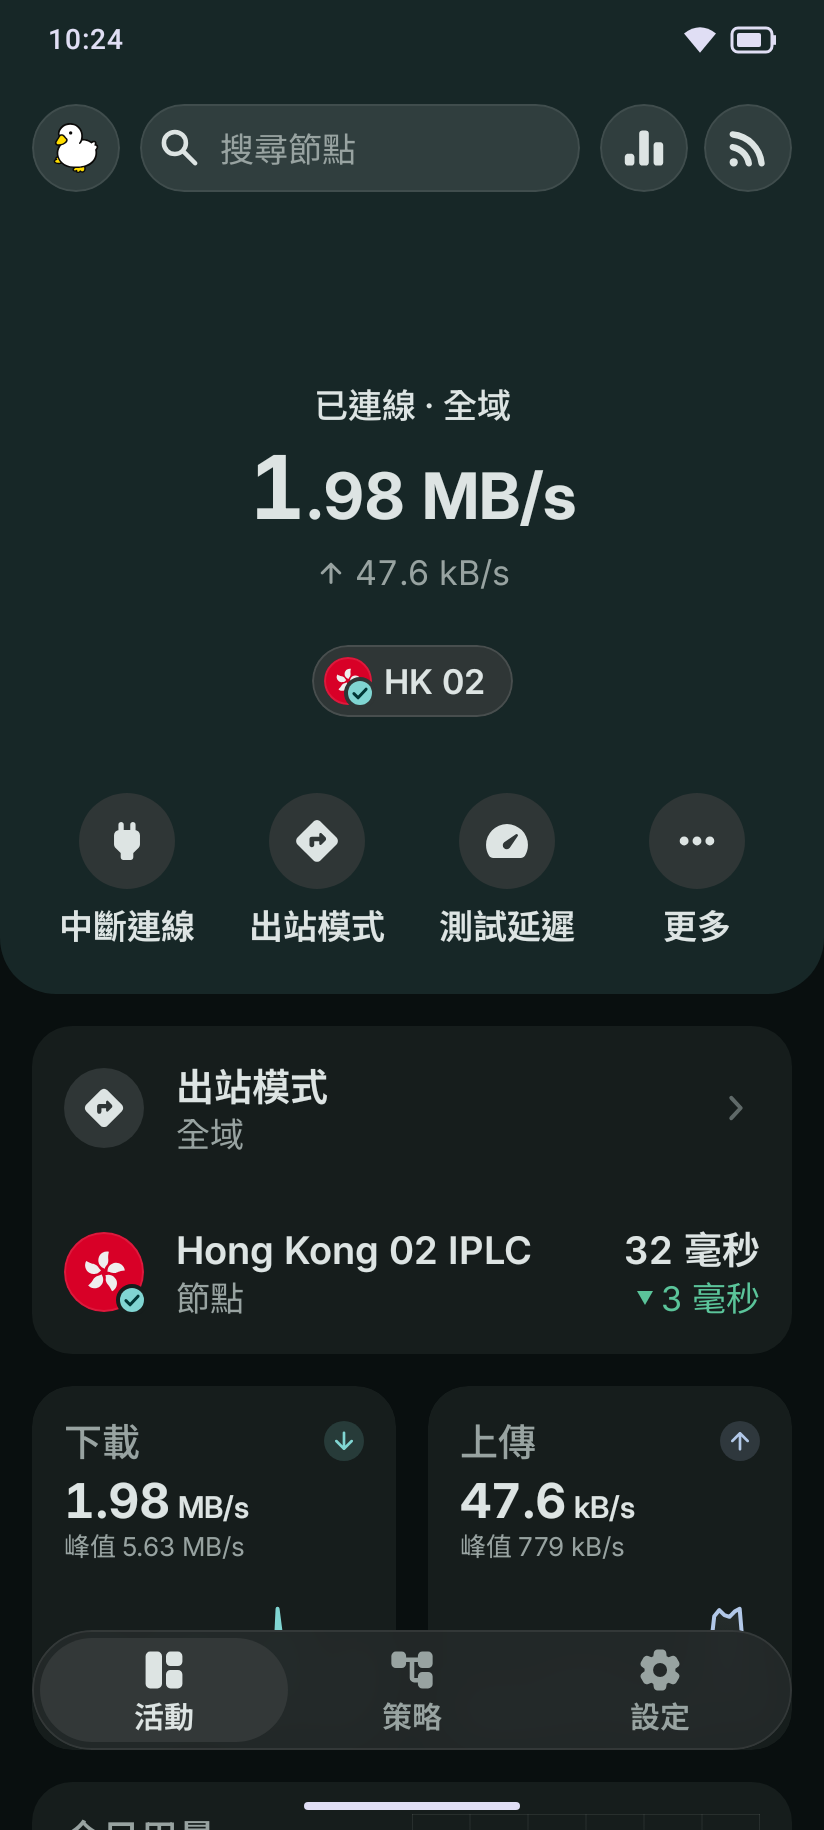 10:24
搜尋節點
已連線 · 全域
1.98 MB/s
↑ 47.6 kB/s
HK 02
中斷連線
出站模式
測試延遲
更多
出站模式
全域
Hong Kong 02 IPLC
32 毫秒
節點
▼3 毫秒
下載
1.98 MB/s
峰值 5.63 MB/s
上傳
47.6 kB/s
峰值 779 kB/s
活動
策略
設定
今日用量